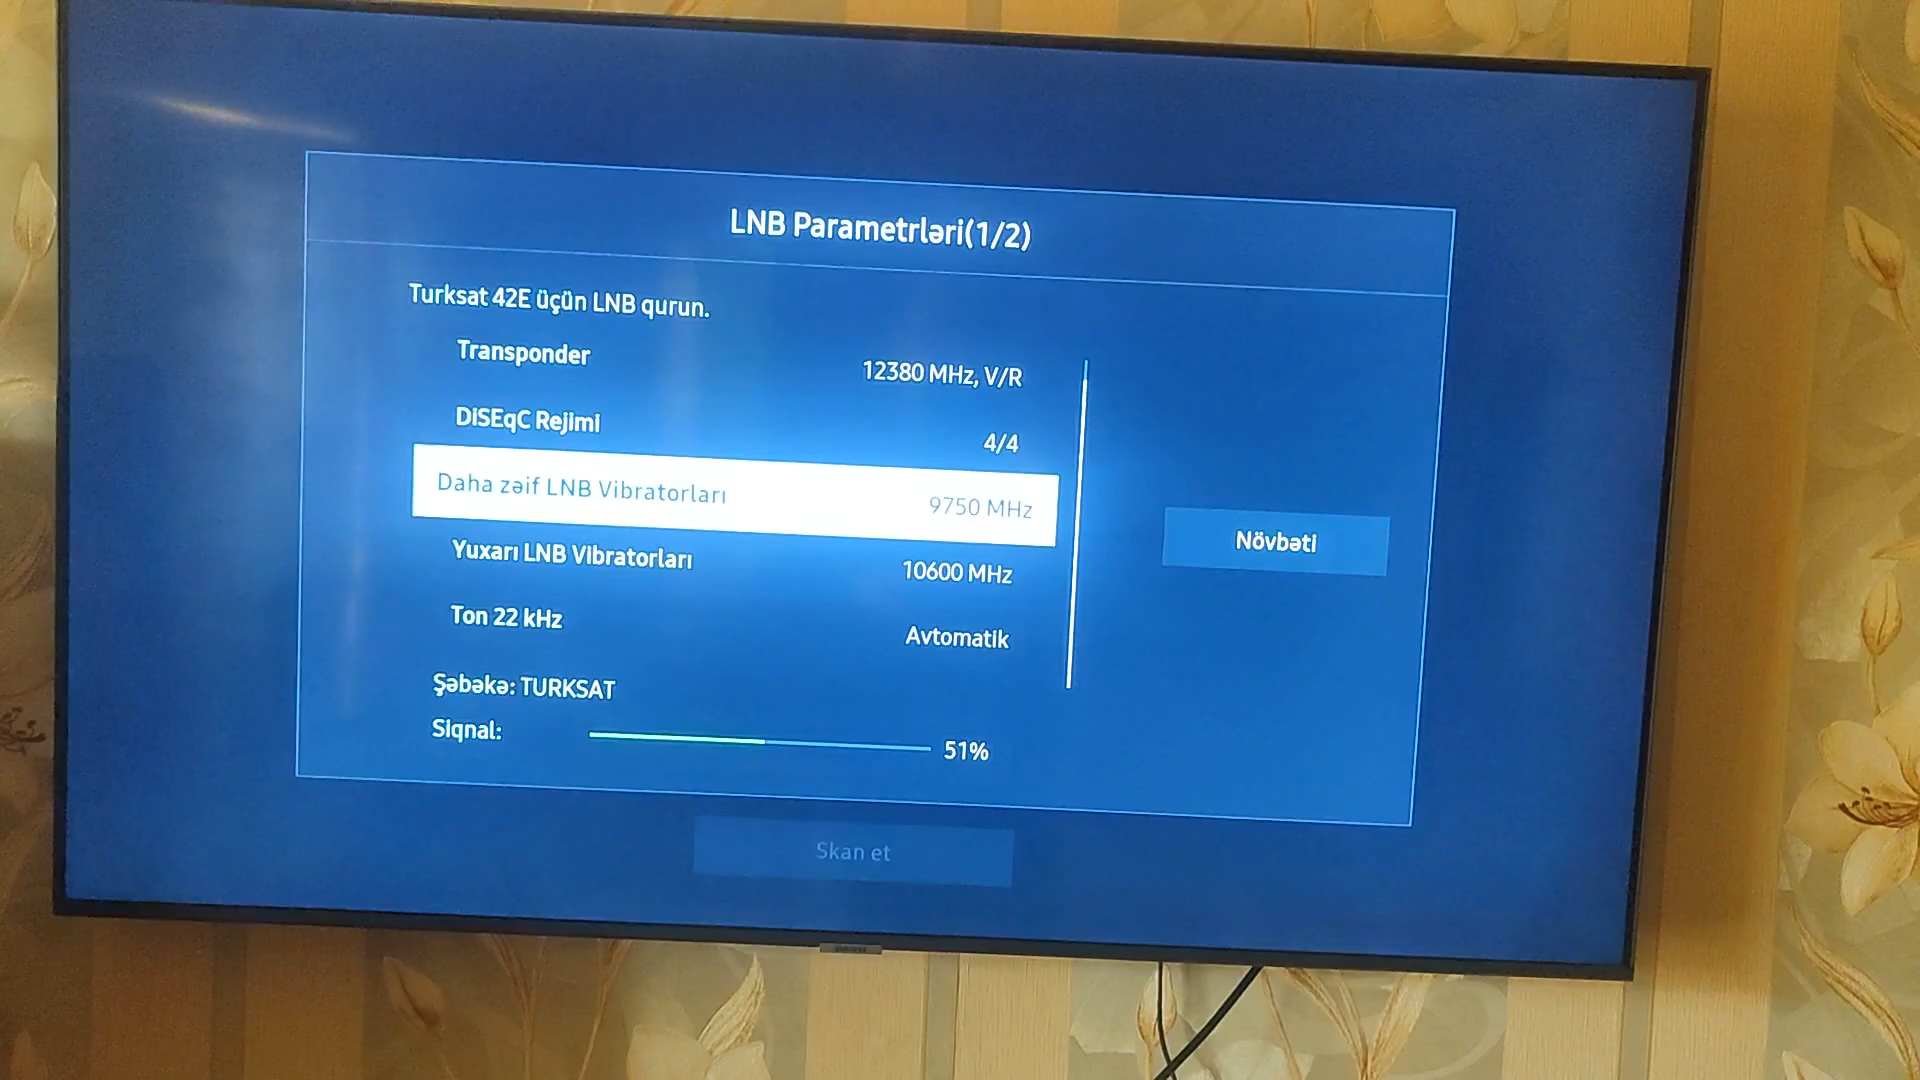 LNB Parametrləri(1/2)
Turksat 42E üçün LNB qurun.
Transponder 12380 MHz, V/R
DiSEqC Rejimi 4/4
Daha zəif LNB Vibratorları 9750 MHz
Növbəti
Yuxarı LNB Vibratorları 10600 MHz
Ton 22 kHz Avtomatik
Şəbəkə: TURKSAT
Siqnal: 51%
Skan et